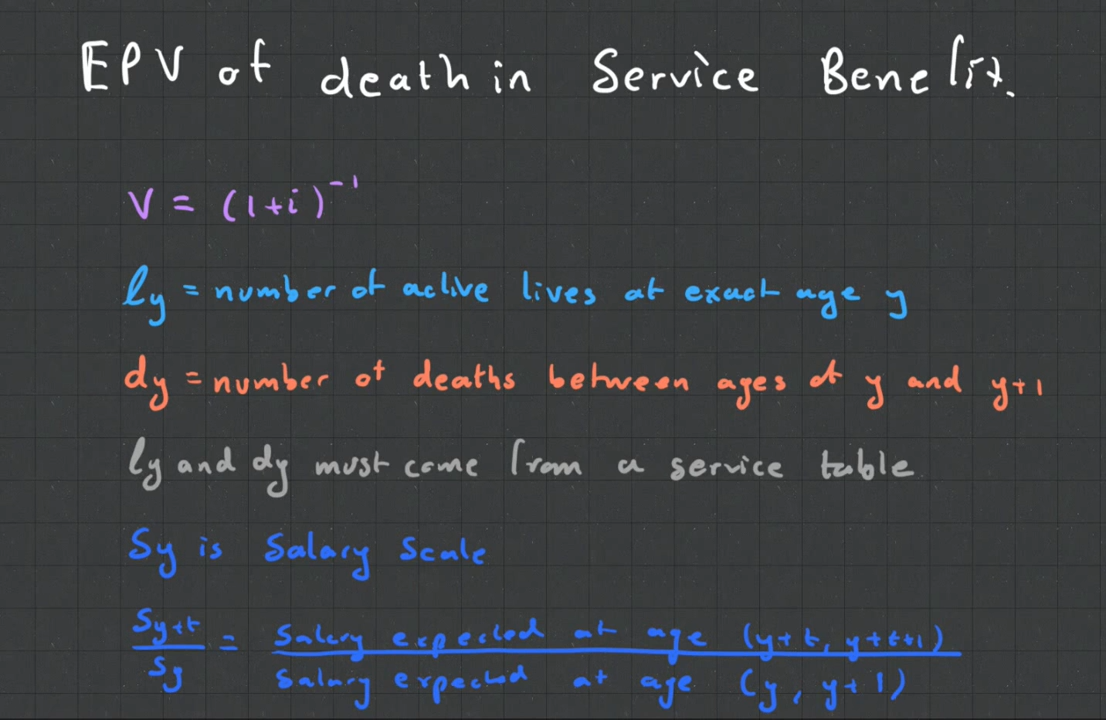 EPV of death in Service Benefit.
V = (1+i)⁻¹
ly = number of active lives at exact age y
dy = number of deaths between ages of y and y+1
ly and dy must come from a service table.
Sy is Salary Scale
Sy+t / Sy = Salary expected at age (y+t, y+t+1) / Salary expected at age (y, y+1)